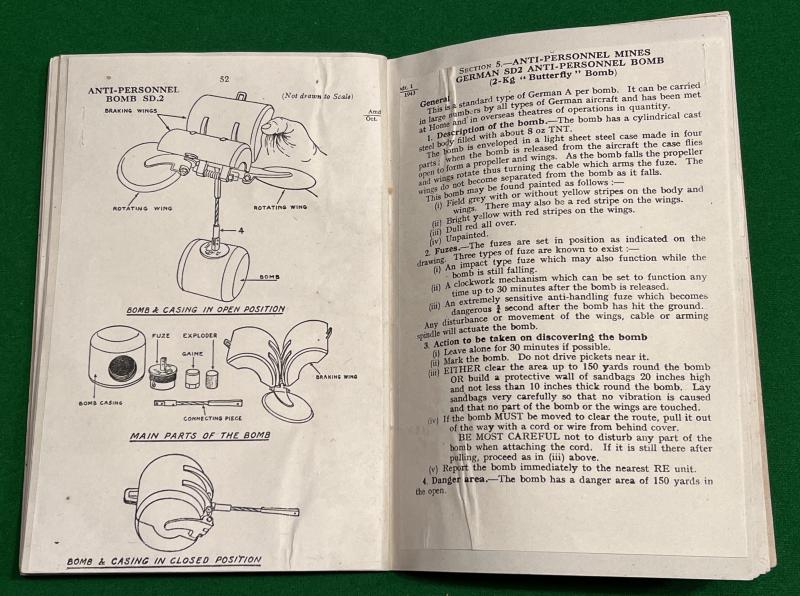 52
ANTI-PERSONNEL
BOMB SD.2
(Not drawn to Scale)
BRAKING WINGS
Amd
Oct.
ROTATING WING
ROTATING WING
4
BOMB
BOMB & CASING IN OPEN POSITION
FUZE
EXPLODER
GAINE
BRAKING WING
BOMB CASING
CONNECTING PIECE
MAIN PARTS OF THE BOMB
BOMB & CASING IN CLOSED POSITION
SECTION 5.—ANTI-PERSONNEL MINES
GERMAN SD2 ANTI-PERSONNEL BOMB
(2-Kg " Butterfly " Bomb)
1
1943
General
This is a standard type of German A per bomb. It can be carried
in large numbers by all types of German aircraft and has been met
at Home and in overseas theatres of operations in quantity.
1. Description of the bomb.—The bomb has a cylindrical cast
steel body filled with about 8 oz TNT.
The bomb is enveloped in a light sheet steel case made in four
parts: when the bomb is released from the aircraft the case flies
open to form a propeller and wings. As the bomb falls the propeller
and wings rotate thus turning the cable which arms the fuze. The
wings do not become separated from the bomb as it falls.
This bomb may be found painted as follows :—
(i) Field grey with or without yellow stripes on the body and
wings. There may also be a red stripe on the wings.
(ii) Bright yellow with red stripes on the wings.
(iii) Dull red all over.
(iv) Unpainted.
2. Fuzes.—The fuzes are set in position as indicated on the
drawing. Three types of fuze are known to exist :—
(i) An impact type fuze which may also function while the
bomb is still falling.
(ii) A clockwork mechanism which can be set to function any
time up to 30 minutes after the bomb is released.
(iii) An extremely sensitive anti-handling fuze which becomes
dangerous second after the bomb has hit the ground.
Any disturbance or movement of the wings, cable or arming
spindle will actuate the bomb.
3. Action to be taken on discovering the bomb
(i) Leave alone for 30 minutes if possible.
(ii) Mark the bomb. Do not drive pickets near it.
(iii) EITHER clear the area up to 150 yards round the bomb
OR build a protective wall of sandbags 20 inches high
and not less than 10 inches thick round the bomb. Lay
sandbags very carefully so that no vibration is caused
and that no part of the bomb or the wings are touched.
(iv) If the bomb MUST be moved to clear the route, pull it out
of the way with a cord or wire from behind cover.
BE MOST CAREFUL not to disturb any part of the
bomb when attaching the cord. If it is still there after
pulling, proceed as in (iii) above.
(v) Report the bomb immediately to the nearest RE unit.
4. Danger area.—The bomb has a danger area of 150 yards in
the open.